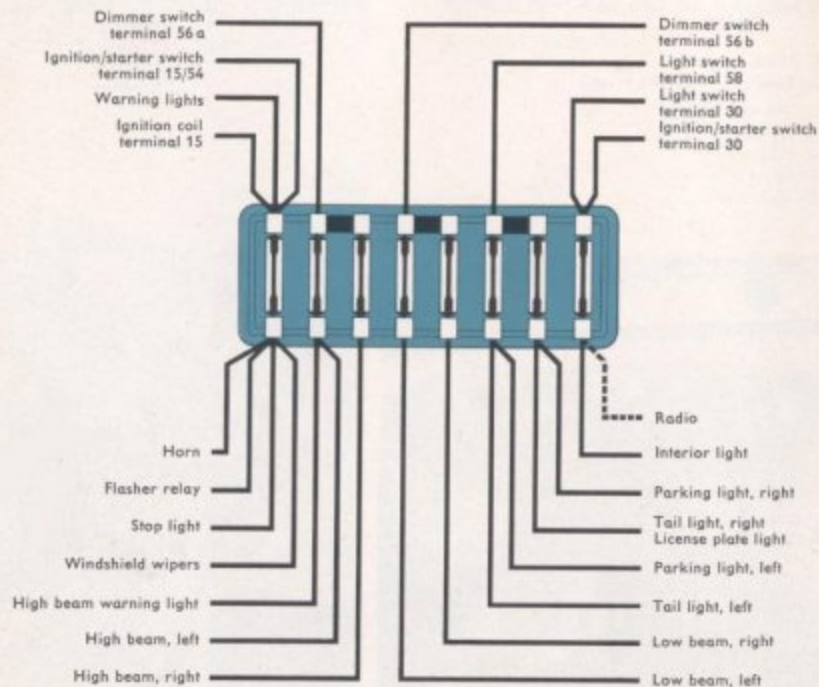 Dimmer switch
terminal 56 a
Ignition/starter switch
terminal 15/54
Warning lights
Ignition coil
terminal 15
Dimmer switch
terminal 56 b
Light switch
terminal 58
Light switch
terminal 30
Ignition/starter switch
terminal 30
Horn
Flasher relay
Stop light
Windshield wipers
High beam warning light
High beam, left
High beam, right
Radio
Interior light
Parking light, right
Tail light, right
License plate light
Parking light, left
Tail light, left
Low beam, right
Low beam, left